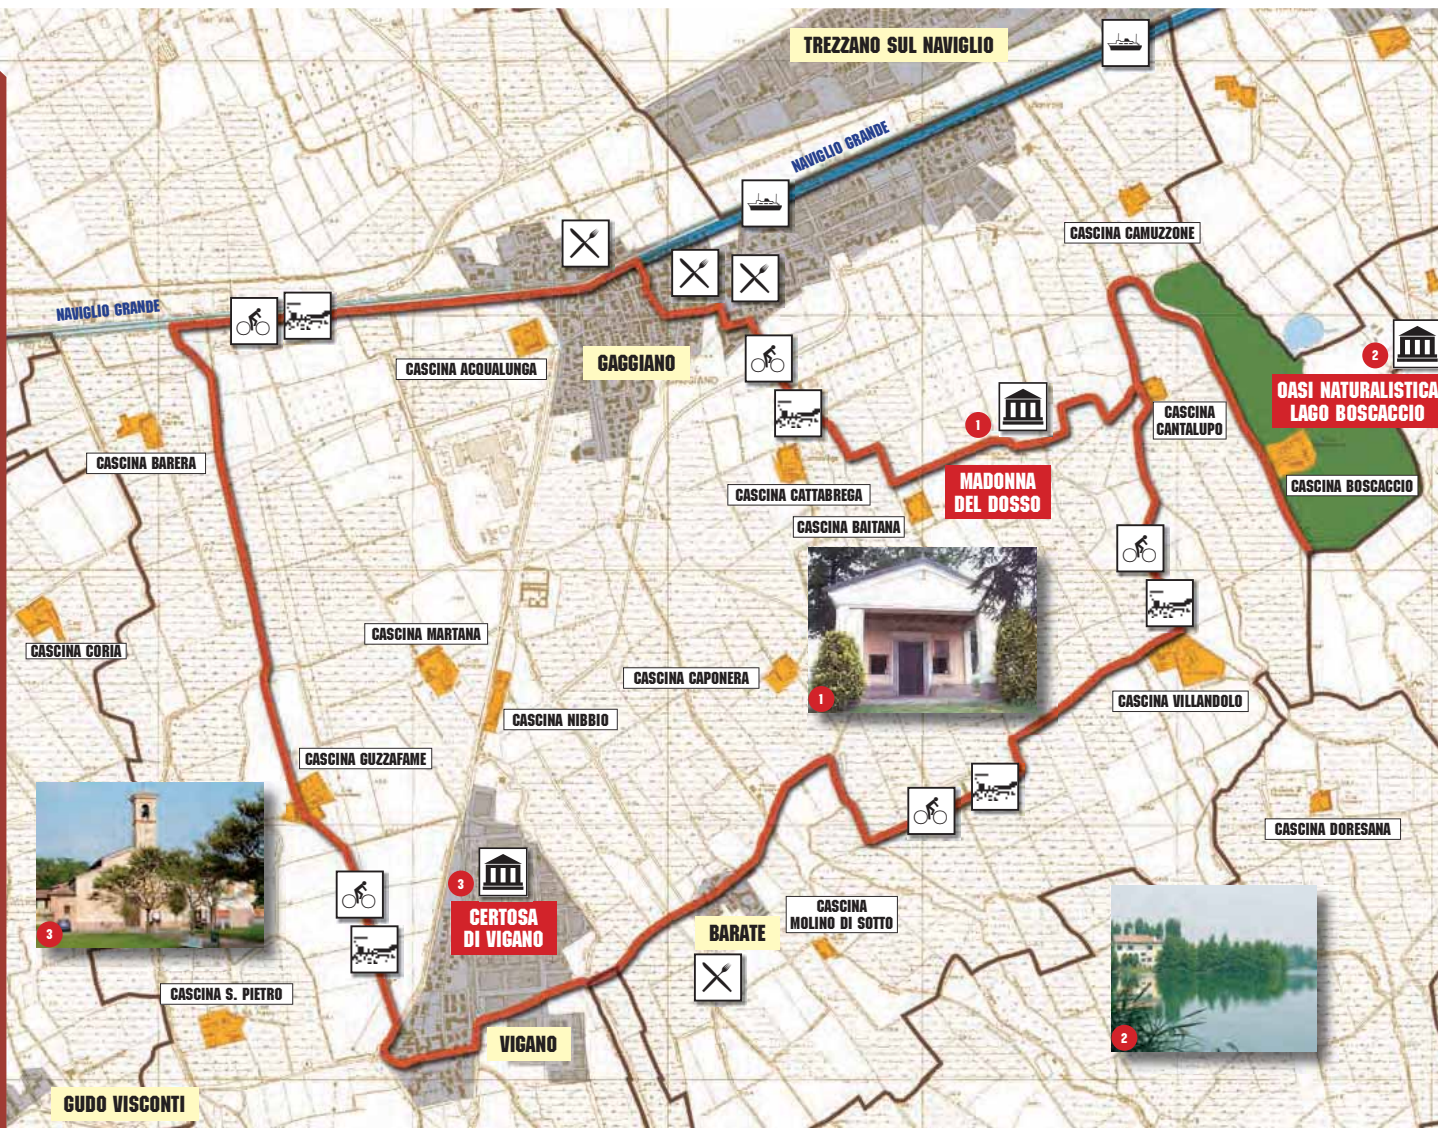 TREZZANO SUL NAVIGLIO
NAVIGLIO GRANDE
CASCINA CAMUZZONE
NAVIGLIO GRANDE
CASCINA ACQUALUNGA
GAGGIANO
2
OASI NATURALISTICA
LAGO BOSCACCIO
1
CASCINA
CANTALUPO
CASCINA BARERA
MADONNA
DEL DOSSO
CASCINA CATTABREGA
CASCINA BOSCACCIO
CASCINA BAITANA
CASCINA MARTANA
CASCINA CORIA
CASCINA CAPONERA
1
CASCINA VILLANDOLO
CASCINA NIBBIO
CASCINA GUZZAFAME
CASCINA DORESANA
3
CERTOSA
DI VIGANO
CASCINA
MOLINO DI SOTTO
BARATE
3
CASCINA S. PIETRO
VIGANO
2
GUDO VISCONTI